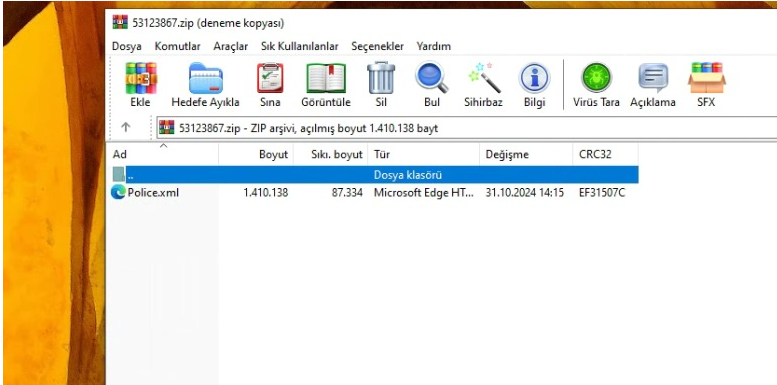 53123867.zip (deneme kopyası)
Dosya Komutlar Araçlar Sık Kullanılanlar Seçenekler Yardım
Ekle Hedefe Ayıkla Sına Görüntüle Sil Bul Sihirbaz Bilgi Virüs Tara Açıklama SFX
53123867.zip - ZIP arşivi, açılmış boyut 1.410.138 bayt
Ad Boyut Sıkı. boyut Tür Değişme CRC32
.. Dosya klasörü
Police.xml 1.410.138 87.334 Microsoft Edge HT... 31.10.2024 14:15 EF31507C